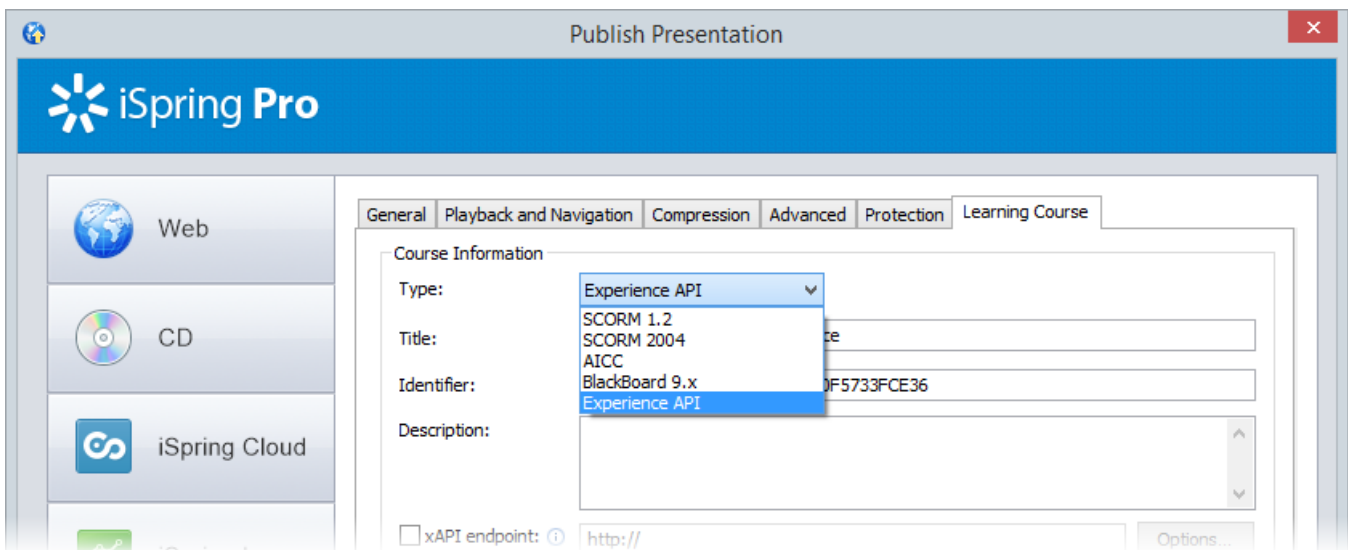 Publish Presentation
iSpring Pro
Web
CD
iSpring Cloud
General Playback and Navigation Compression Advanced Protection Learning Course
Course Information
Type: Experience API
SCORM 1.2
SCORM 2004
AICC
BlackBoard 9.x
Experience API
Title:
Identifier: 0F5733FCE36
Description:
xAPI endpoint: http:// Options...